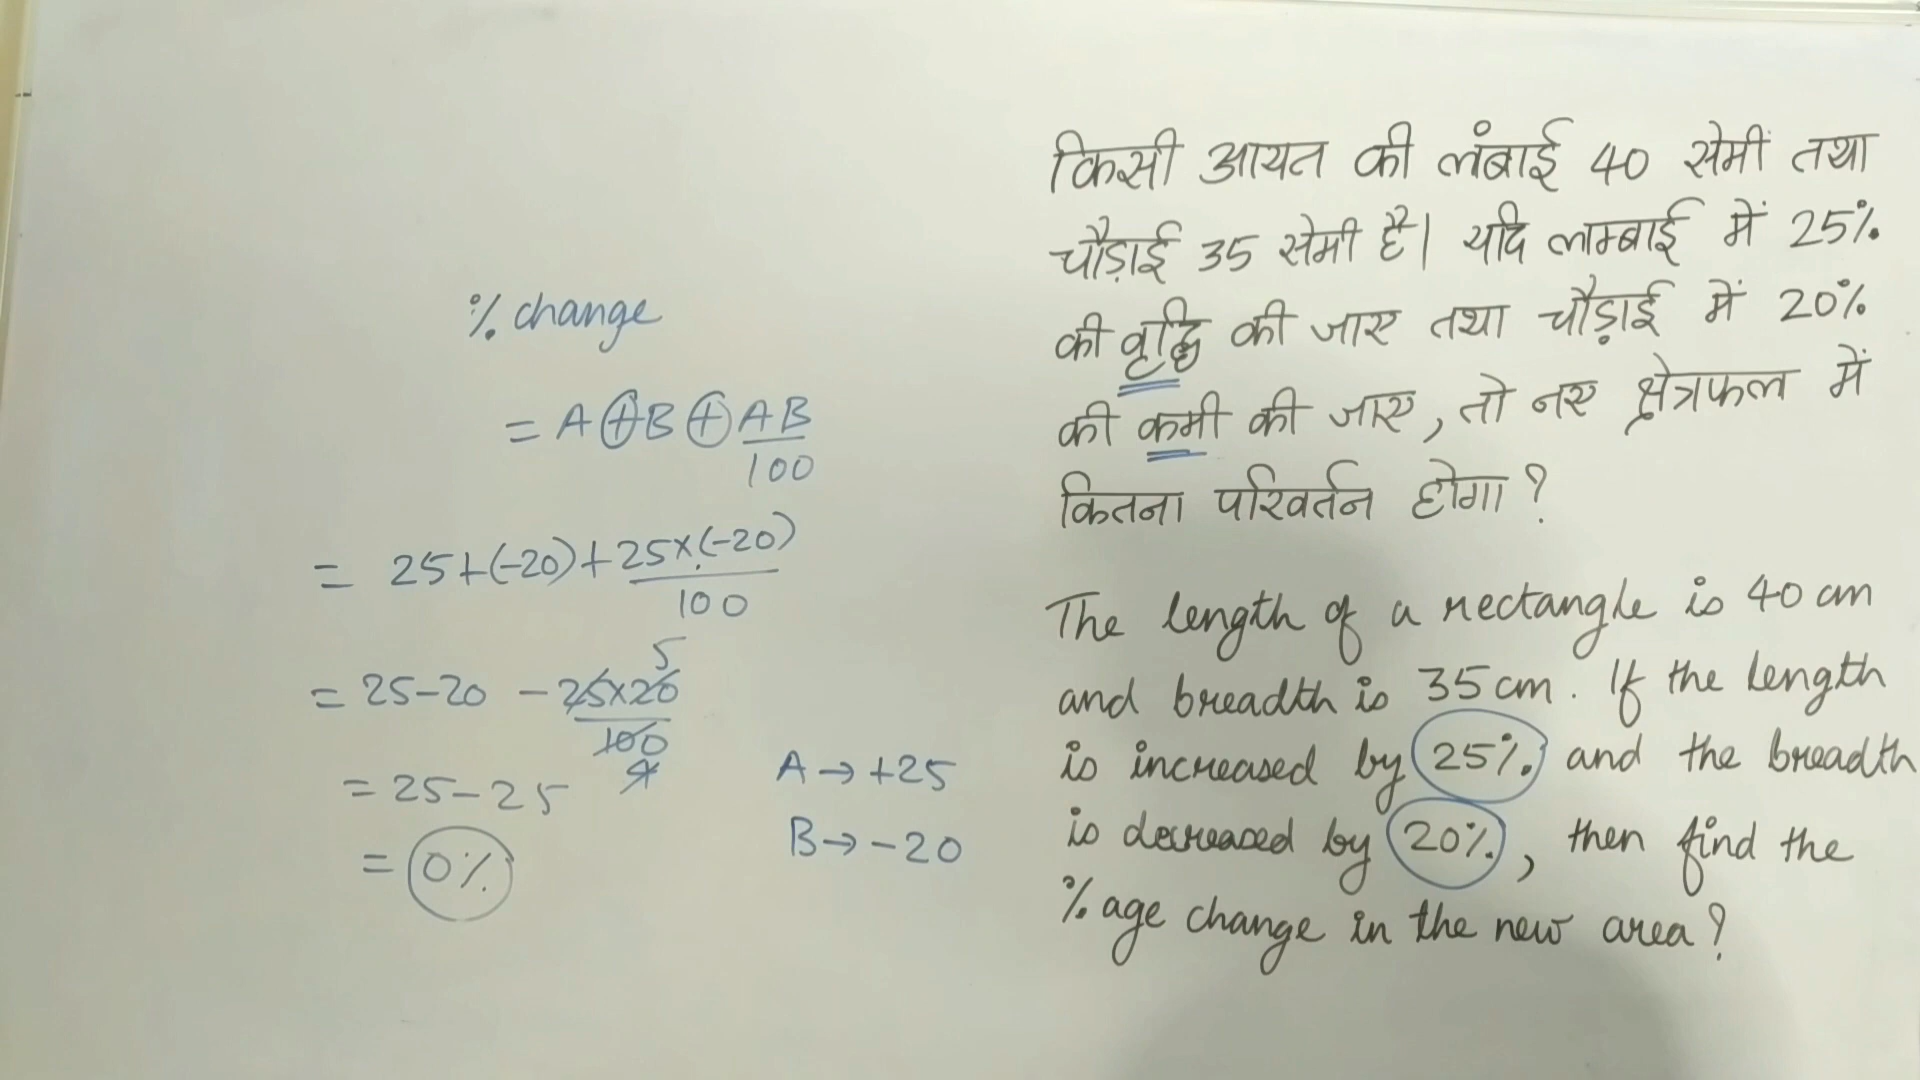 % change
= A + B + AB
100
= 25+(-20)+25×(-20)
100
5
= 25-20 - 25×20
100
4
= 25-25
= 0%
A → +25
B → -20
किसी आयत की लंबाई 40 सेमी तथा
चौड़ाई 35 सेमी है। यदि लम्बाई में 25%
की वृद्धि की जाए तथा चौड़ाई में 20%
की कमी की जाए, तो नए क्षेत्रफल में
कितना परिवर्तन होगा?
The length of a rectangle is 40 cm
and breadth is 35 cm. If the length
is increased by 25% and the breadth
is decreased by 20%, then find the
% age change in the new area?